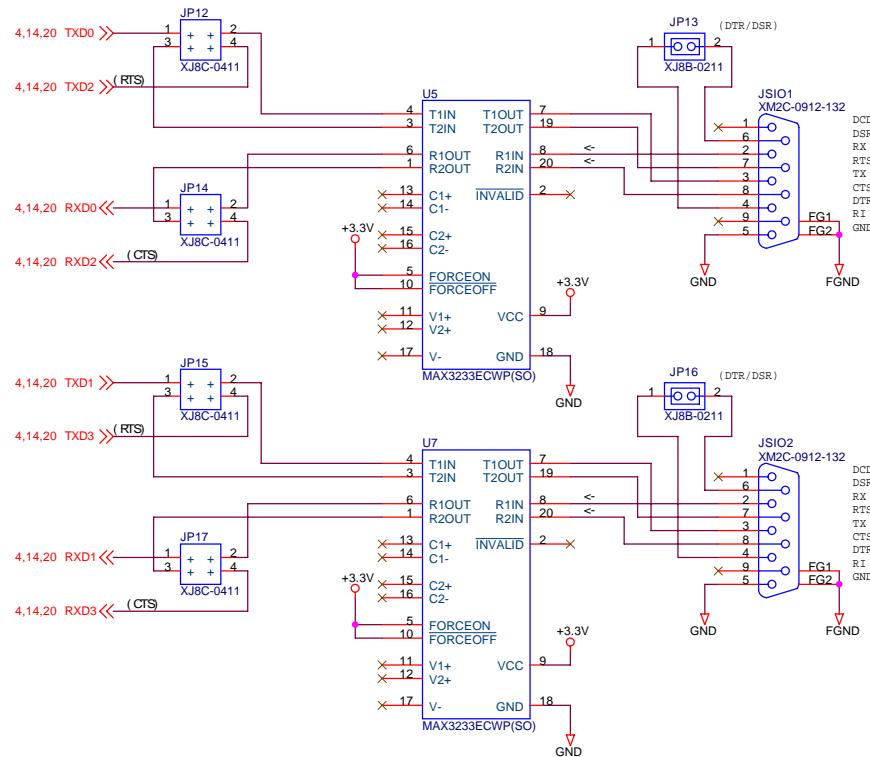 JP12
4,14,20 TXD0
1 2
3 4
XJ8C-0411
4,14,20 TXD2
(RTS)
JP13
(DTR/DSR)
1 2
XJ8B-0211
U5
4 T1IN T1OUT 7
3 T2IN T2OUT 19
6 R1OUT R1IN 8 <-
1 R2OUT R2IN 20 <-
13 C1+ INVALID 2
14 C1-
15 C2+
16 C2-
5 FORCEON
10 FORCEOFF
11 V1+ VCC 9
12 V2+
17 V- GND 18
MAX3233ECWP(SO)
+3.3V
+3.3V
GND
JP14
4,14,20 RXD0
1 2
3 4
XJ8C-0411
4,14,20 RXD2
(CTS)
JSIO1
XM2C-0912-132
1 DCD
6 DSR
2 RX
7 RTS
3 TX
8 CTS
4 DTR
9 RI
5 GND
FG1
FG2
GND
FGND
JP15
4,14,20 TXD1
1 2
3 4
XJ8C-0411
4,14,20 TXD3
(RTS)
JP16
(DTR/DSR)
1 2
XJ8B-0211
U7
4 T1IN T1OUT 7
3 T2IN T2OUT 19
6 R1OUT R1IN 8 <-
1 R2OUT R2IN 20 <-
13 C1+ INVALID 2
14 C1-
15 C2+
16 C2-
5 FORCEON
10 FORCEOFF
11 V1+ VCC 9
12 V2+
17 V- GND 18
MAX3233ECWP(SO)
+3.3V
+3.3V
GND
JP17
4,14,20 RXD1
1 2
3 4
XJ8C-0411
4,14,20 RXD3
(CTS)
JSIO2
XM2C-0912-132
1 DCD
6 DSR
2 RX
7 RTS
3 TX
8 CTS
4 DTR
9 RI
5 GND
FG1
FG2
GND
FGND